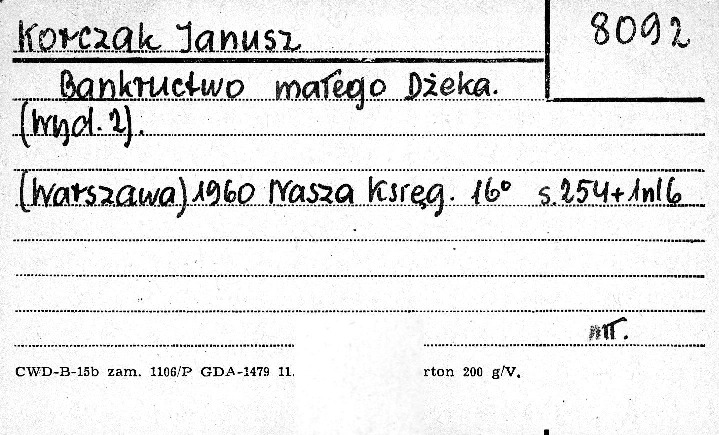 Korczak Janusz
8092
Bankructwo małego Dżeka.
(Wyd. 2).
(Warszawa) 1960 Nasza Księg. 16° s. 254+1nlb
CWD-B-15b zam. 1106/P GDA-1479 11.
rton 200 g/V.